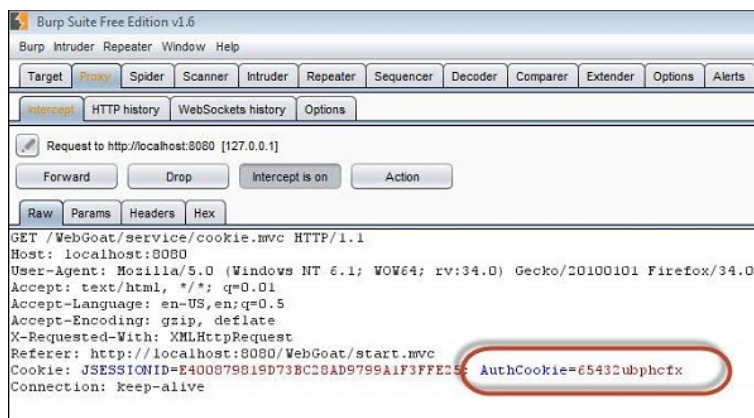 Burp Suite Free Edition v1.6
Burp Intruder Repeater Window Help
Target Proxy Spider Scanner Intruder Repeater Sequencer Decoder Comparer Extender Options Alerts
Intercept HTTP history WebSockets history Options
Request to http://localhost:8080 [127.0.0.1]
Forward Drop Intercept is on Action
Raw Params Headers Hex
GET /WebGoat/service/cookie.mvc HTTP/1.1
Host: localhost:8080
User-Agent: Mozilla/5.0 (Windows NT 6.1; WOW64; rv:34.0) Gecko/20100101 Firefox/34.0
Accept: text/html, */*; q=0.01
Accept-Language: en-US,en;q=0.5
Accept-Encoding: gzip, deflate
X-Requested-With: XMLHttpRequest
Referer: http://localhost:8080/WebGoat/start.mvc
Cookie: JSESSIONID=E400879819D73BC28AD9799A1F3FFE25; AuthCookie=65432ubphcfx
Connection: keep-alive